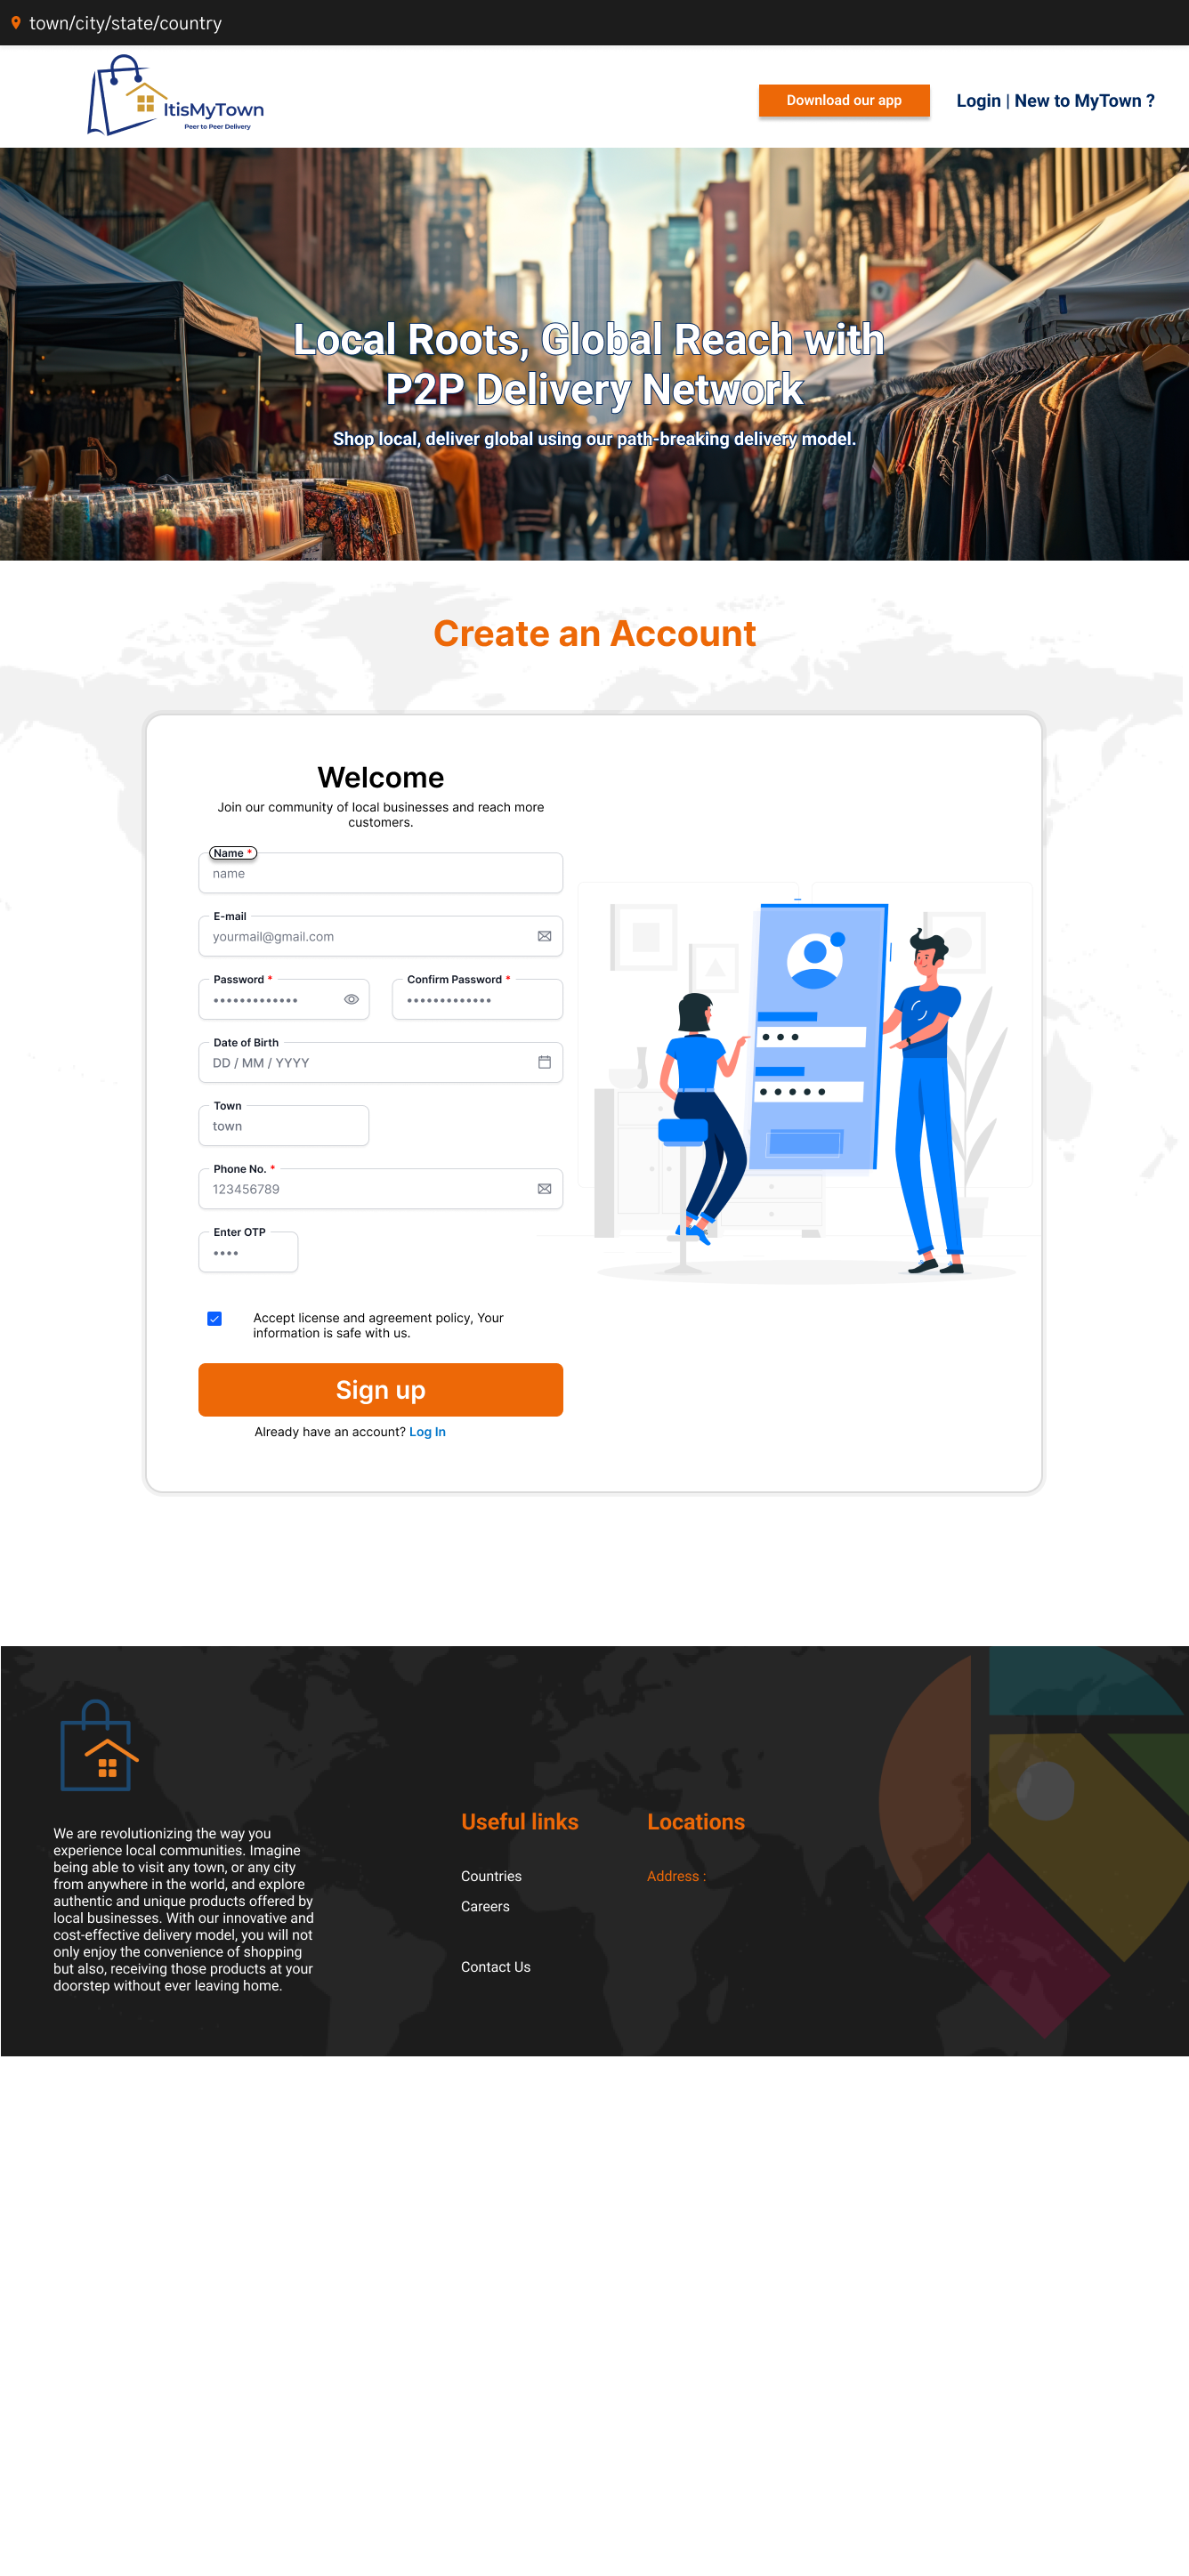 town/city/state/country
ItisMyTown
Peer to Peer Delivery
Download our app
Login | New to MyTown ?
Local Roots, Global Reach with
P2P Delivery Network
Shop local, deliver global using our path-breaking delivery model.
Create an Account
Welcome
Join our community of local businesses and reach more
customers.
Name *
name
E-mail
yourmail@gmail.com
Password *
Confirm Password *
Date of Birth
DD / MM / YYYY
Town
town
Phone No. *
123456789
Enter OTP
Accept license and agreement policy, Your
information is safe with us.
Sign up
Already have an account? Log In
We are revolutionizing the way you
experience local communities. Imagine
being able to visit any town, or any city
from anywhere in the world, and explore
authentic and unique products offered by
local businesses. With our innovative and
cost-effective delivery model, you will not
only enjoy the convenience of shopping
but also, receiving those products at your
doorstep without ever leaving home.
Useful links
Countries
Careers
Contact Us
Locations
Address :